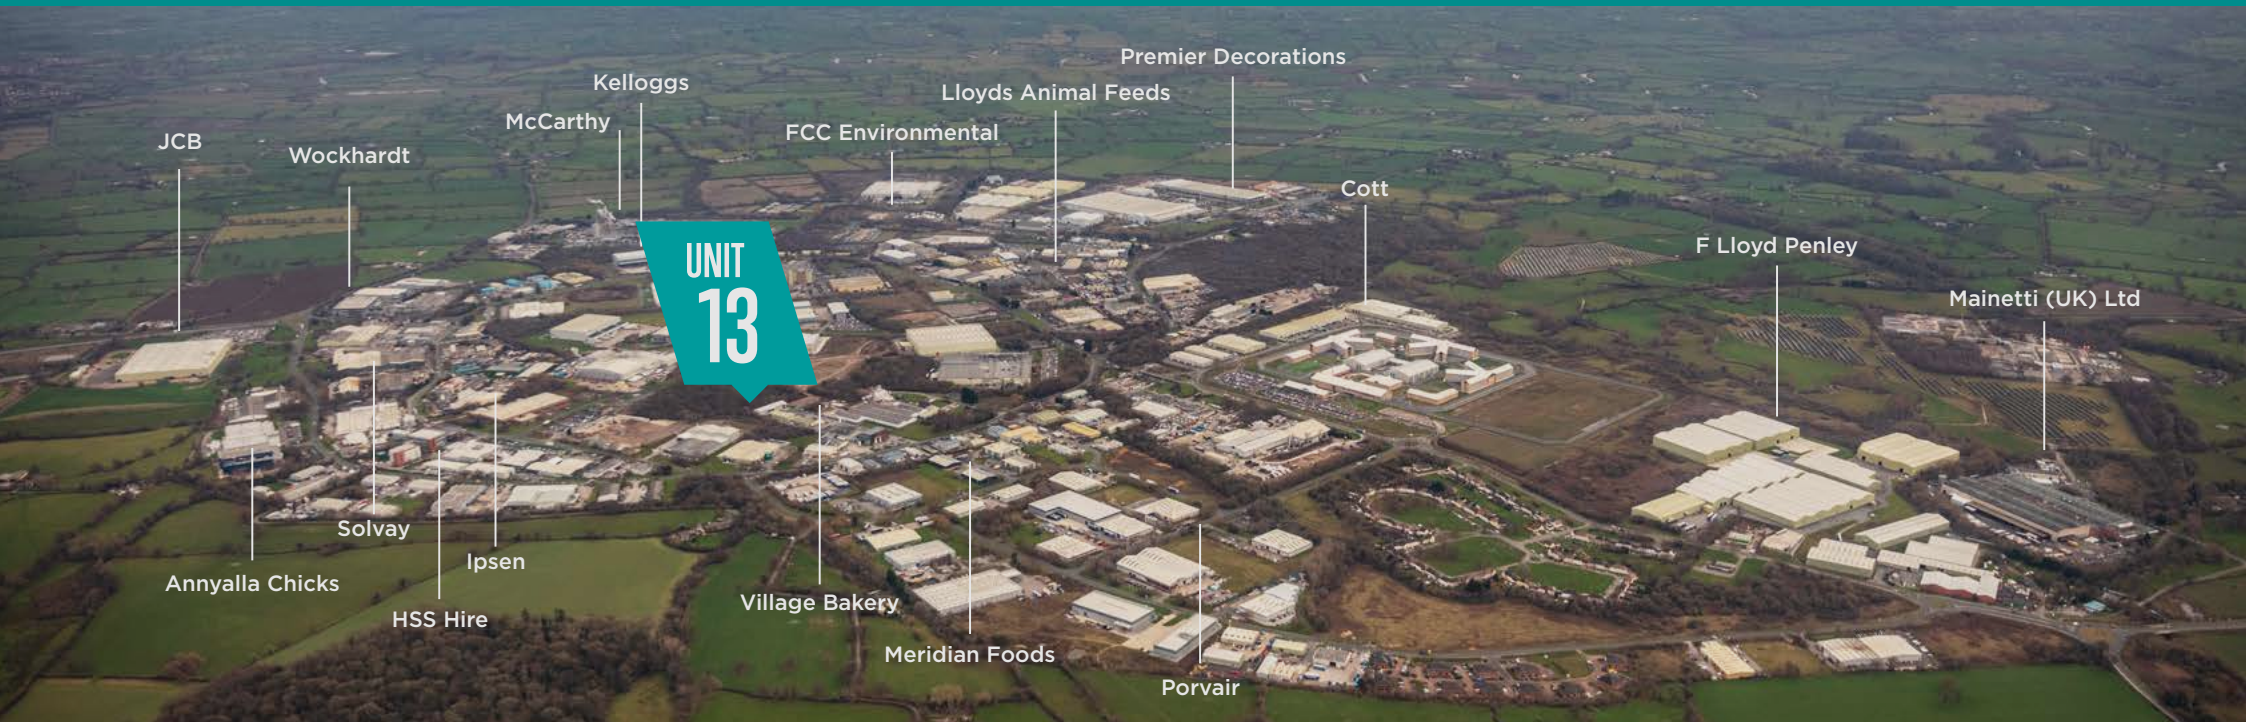 Premier Decorations
Kelloggs
Lloyds Animal Feeds
McCarthy
FCC Environmental
JCB
Wockhardt
Cott
F Lloyd Penley
UNIT
13
Mainetti (UK) Ltd
Solvay
Ipsen
Annyalla Chicks
Village Bakery
HSS Hire
Meridian Foods
Porvair